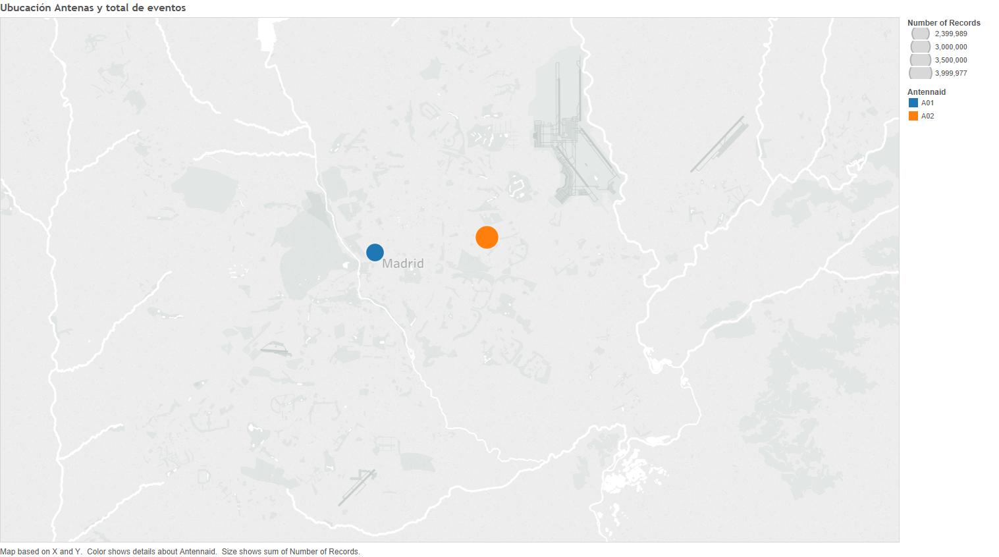 Ubucación Antenas y total de eventos
Number of Records
2,399,989
3,000,000
3,500,000
3,999,977
Antennaid
A01
A02
Madrid
Map based on X and Y.  Color shows details about Antennaid.  Size shows sum of Number of Records.